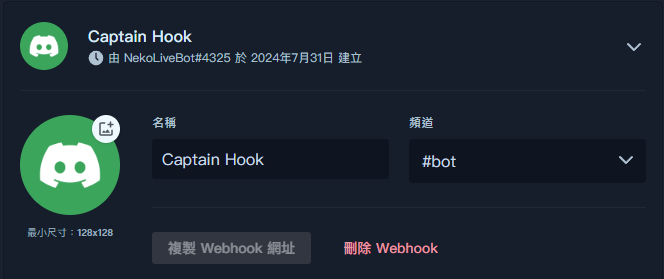 Captain Hook
由 NekoLiveBot#4325 於 2024年7月31日 建立
名稱
頻道
Captain Hook
#bot
最小尺寸：128x128
複製 Webhook 網址
刪除 Webhook